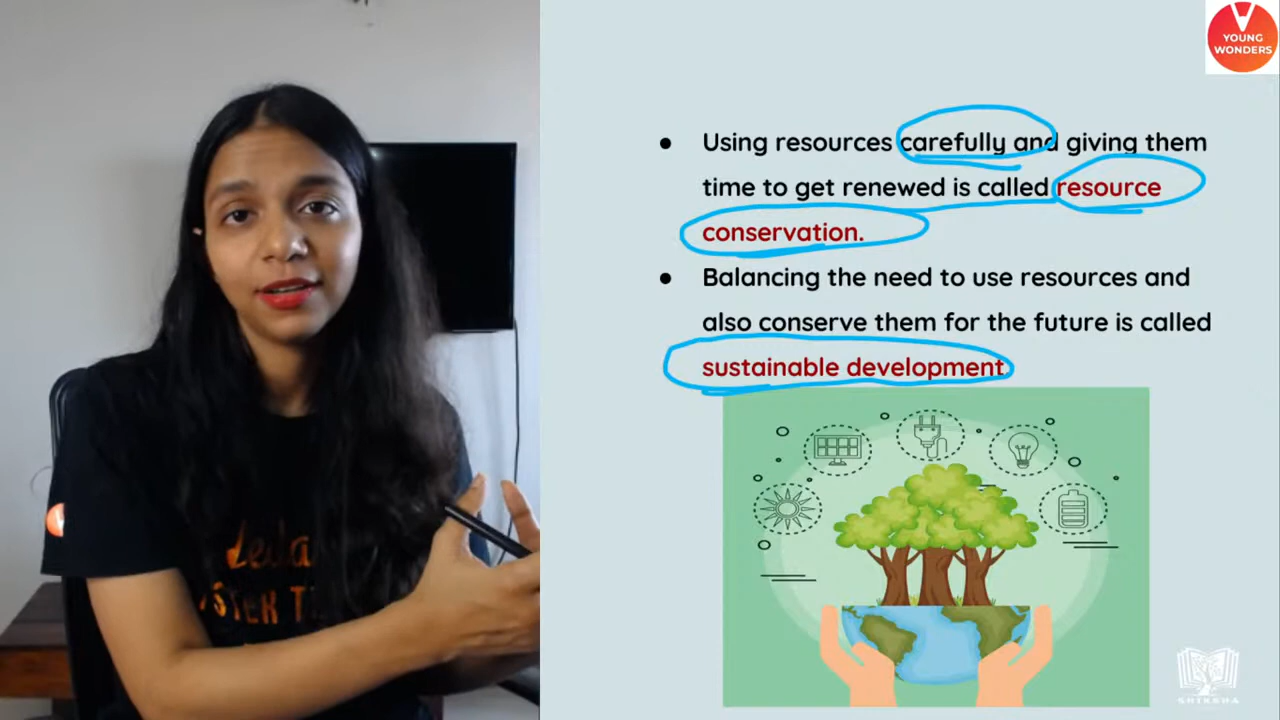 YOUNG
WONDERS
● Using resources carefully and giving them
time to get renewed is called resource
conservation.
● Balancing the need to use resources and
also conserve them for the future is called
sustainable development
SHIKSHA